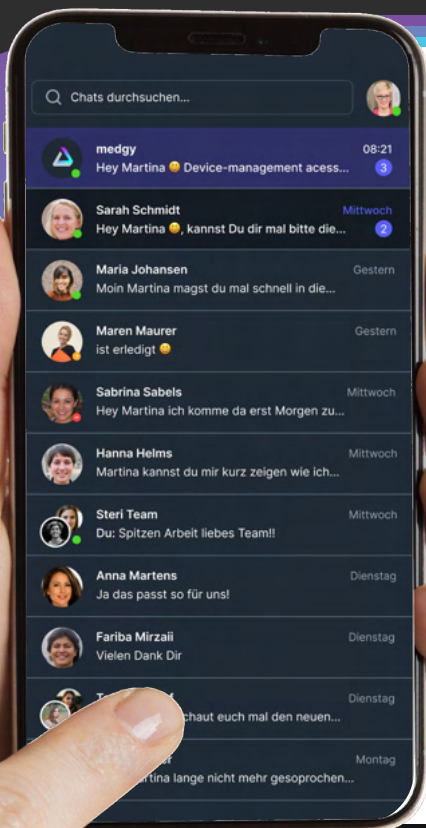 Chats durchsuchen...
medgy
08:21
Hey Martina 😀 Device-management acess...
3
Sarah Schmidt
Mittwoch
Hey Martina 😀, kannst Du dir mal bitte die...
2
Maria Johansen
Gestern
Moin Martina magst du mal schnell in die...
Maren Maurer
Gestern
ist erledigt 😀
Sabrina Sabels
Mittwoch
Hey Martina ich komme da erst Morgen zu...
Hanna Helms
Mittwoch
Martina kannst du mir kurz zeigen wie ich...
Steri Team
Mittwoch
Du: Spitzen Arbeit liebes Team!!
Anna Martens
Dienstag
Ja das passt so für uns!
Fariba Mirzaii
Dienstag
Vielen Dank Dir
Dienstag
schaut euch mal den neuen...
Montag
lange nicht mehr gesoprochen...